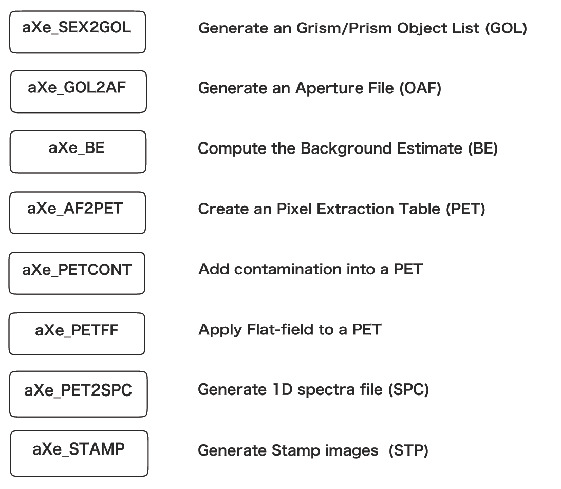 aXe_SEX2GOL Generate an Grism/Prism Object List (GOL)
aXe_GOL2AF Generate an Aperture File (OAF)
aXe_BE Compute the Background Estimate (BE)
aXe_AF2PET Create an Pixel Extraction Table (PET)
aXe_PETCONT Add contamination into a PET
aXe_PETFF Apply Flat-field to a PET
aXe_PET2SPC Generate 1D spectra file (SPC)
aXe_STAMP Generate Stamp images (STP)